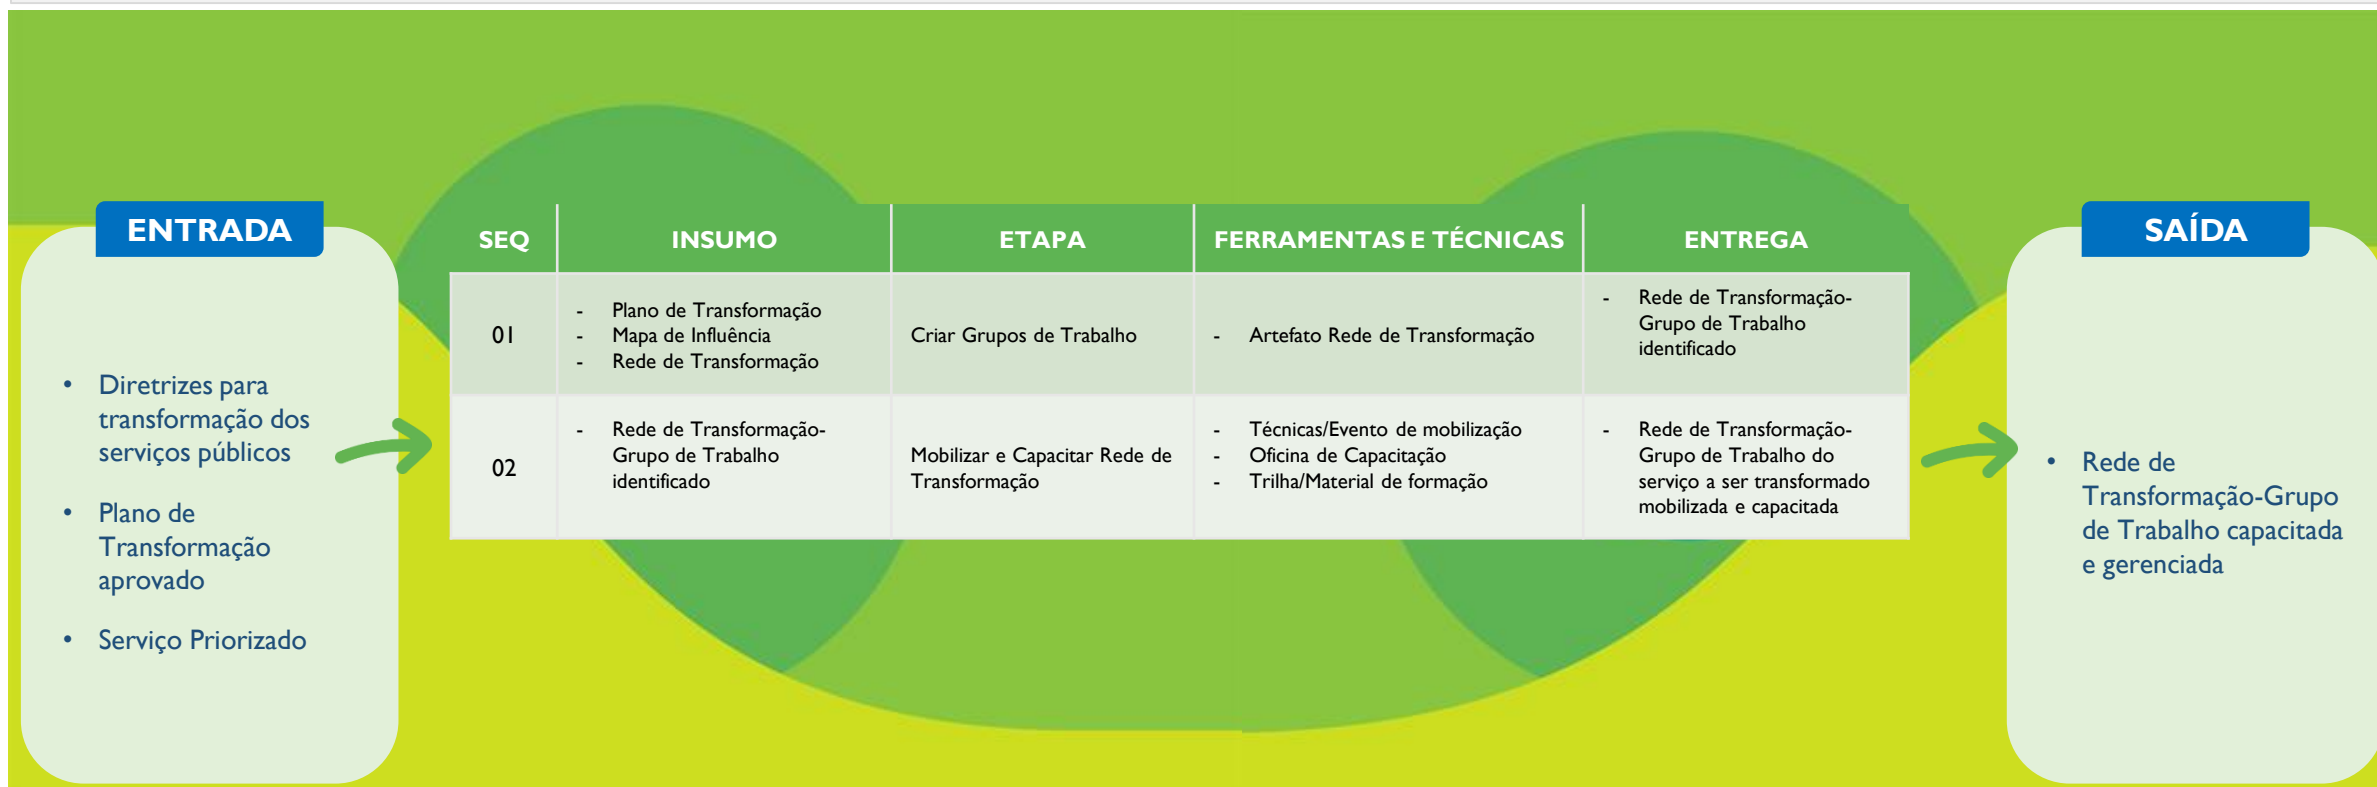 ENTRADA
• Diretrizes para
transformação dos
serviços públicos
• Plano de
Transformação
aprovado
• Serviço Priorizado
SEQ INSUMO ETAPA FERRAMENTAS E TÉCNICAS ENTREGA
01
- Plano de Transformação
- Mapa de Influência
- Rede de Transformação
Criar Grupos de Trabalho
- Artefato Rede de Transformação
- Rede de Transformação-
Grupo de Trabalho
identificado
02
- Rede de Transformação-
Grupo de Trabalho
identificado
Mobilizar e Capacitar Rede de
Transformação
- Técnicas/Evento de mobilização
- Oficina de Capacitação
- Trilha/Material de formação
- Rede de Transformação-
Grupo de Trabalho do
serviço a ser transformado
mobilizada e capacitada
SAÍDA
• Rede de
Transformação-Grupo
de Trabalho capacitada
e gerenciada